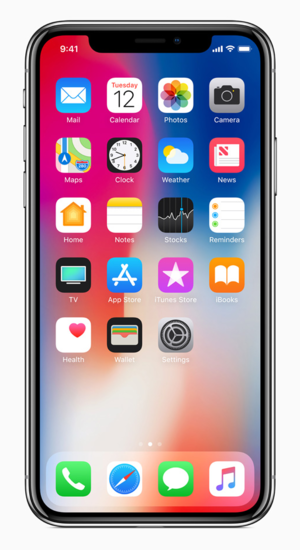 9:41
Tuesday
12
Mail
Calendar
Photos
Camera
280
Maps
Clock
Weather
News
Home
Notes
Stocks
Reminders
TV
App Store
iTunes Store
iBooks
Health
Wallet
Settings